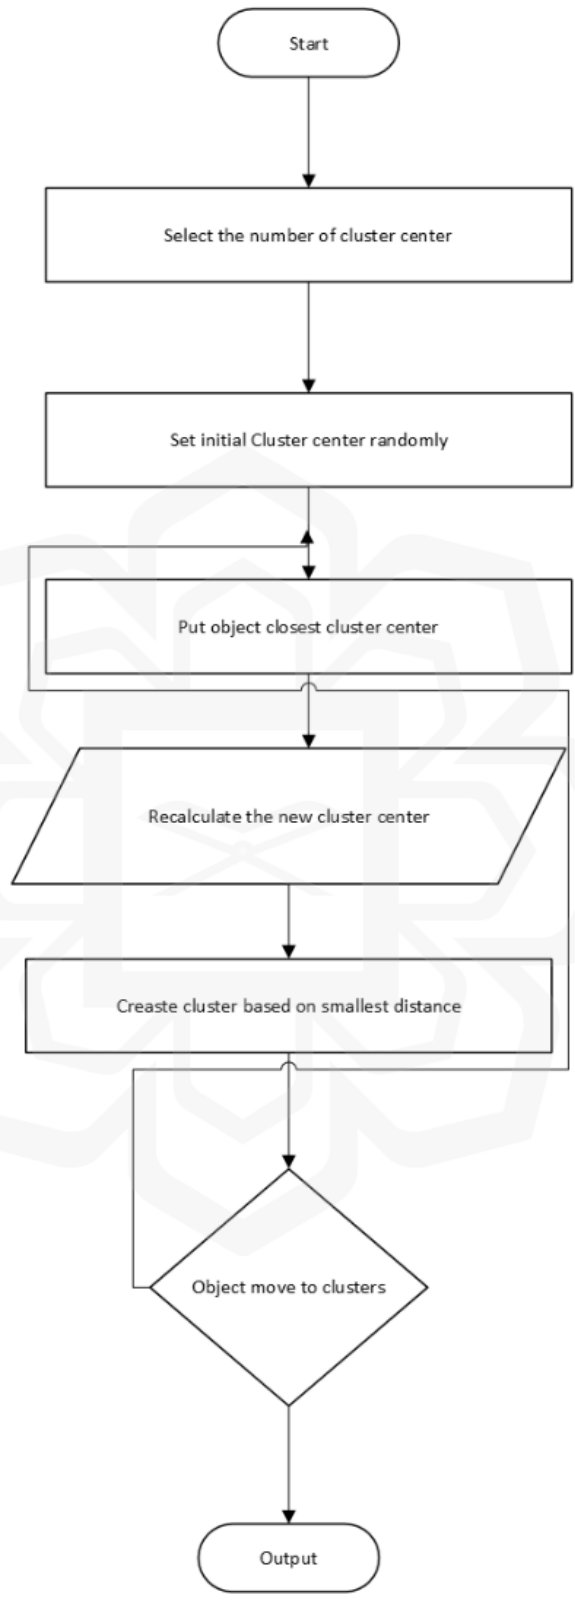 Start
Select the number of cluster center
Set initial Cluster center randomly
Put object closest cluster center
Recalculate the new cluster center
Creaste cluster based on smallest distance
Object move to clusters
Output